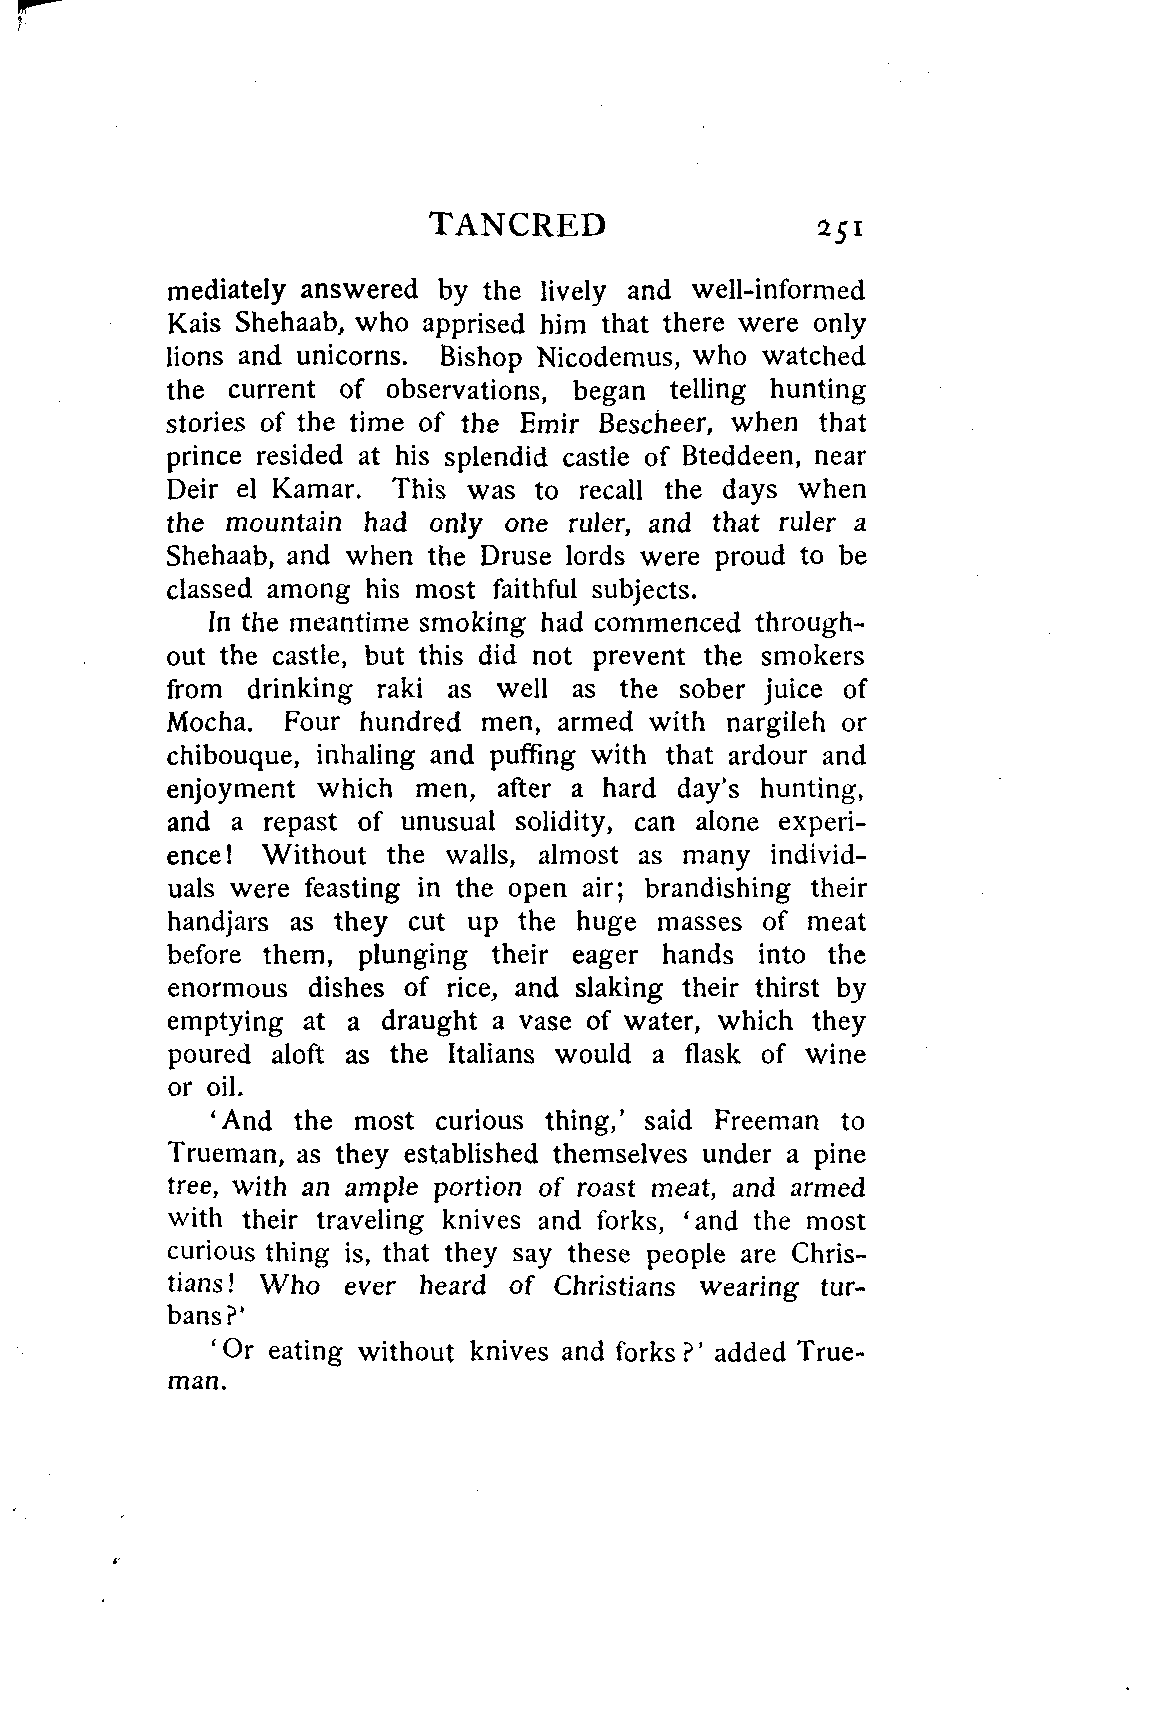 TANCRED 251
mediately answered by the lively and well-informed
Kais Shehaab, who apprised him that there were only
lions and unicorns. Bishop Nicodemus, who watched
the current of observations, began telling hunting
stories of the time of the Emir Bescheer, when that
prince resided at his splendid castle of Bteddeen, near
Deir el Kamar. This was to recall the days when
the mountain had only one ruler, and that ruler a
Shehaab, and when the Druse lords were proud to be
classed among his most faithful subjects.
In the meantime smoking had commenced through-
out the castle, but this did not prevent the smokers
from drinking raki as well as the sober juice of
Mocha. Four hundred men, armed with nargileh or
chibouque, inhaling and puffing with that ardour and
enjoyment which men, after a hard day's hunting,
and a repast of unusual solidity, can alone experi-
ence! Without the walls, almost as many individ-
uals were feasting in the open air; brandishing their
handjars as they cut up the huge masses of meat
before them, plunging their eager hands into the
enormous dishes of rice, and slaking their thirst by
emptying at a draught a vase of water, which they
poured aloft as the Italians would a flask of wine
or oil.
'And the most curious thing,' said Freeman to
Trueman, as they established themselves under a pine
tree, with an ample portion of roast meat, and armed
with their traveling knives and forks, 'and the most
curious thing is, that they say these people are Chris-
tians! Who ever heard of Christians wearing tur-
bans?'
'Or eating without knives and forks?' added True-
man.